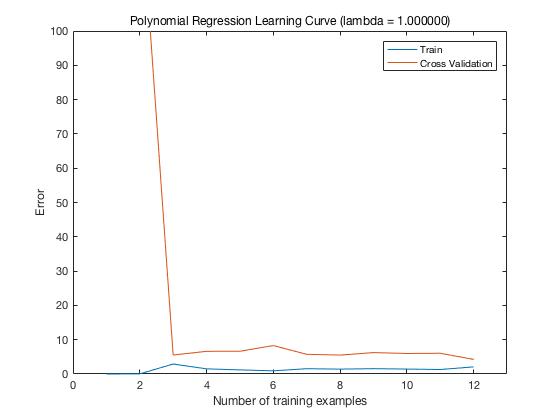 Polynomial Regression Learning Curve (lambda = 1.000000)
100
90
80
70
60
50
40
30
20
10
0
Error
Train
Cross Validation
0 2 4 6 8 10 12
Number of training examples